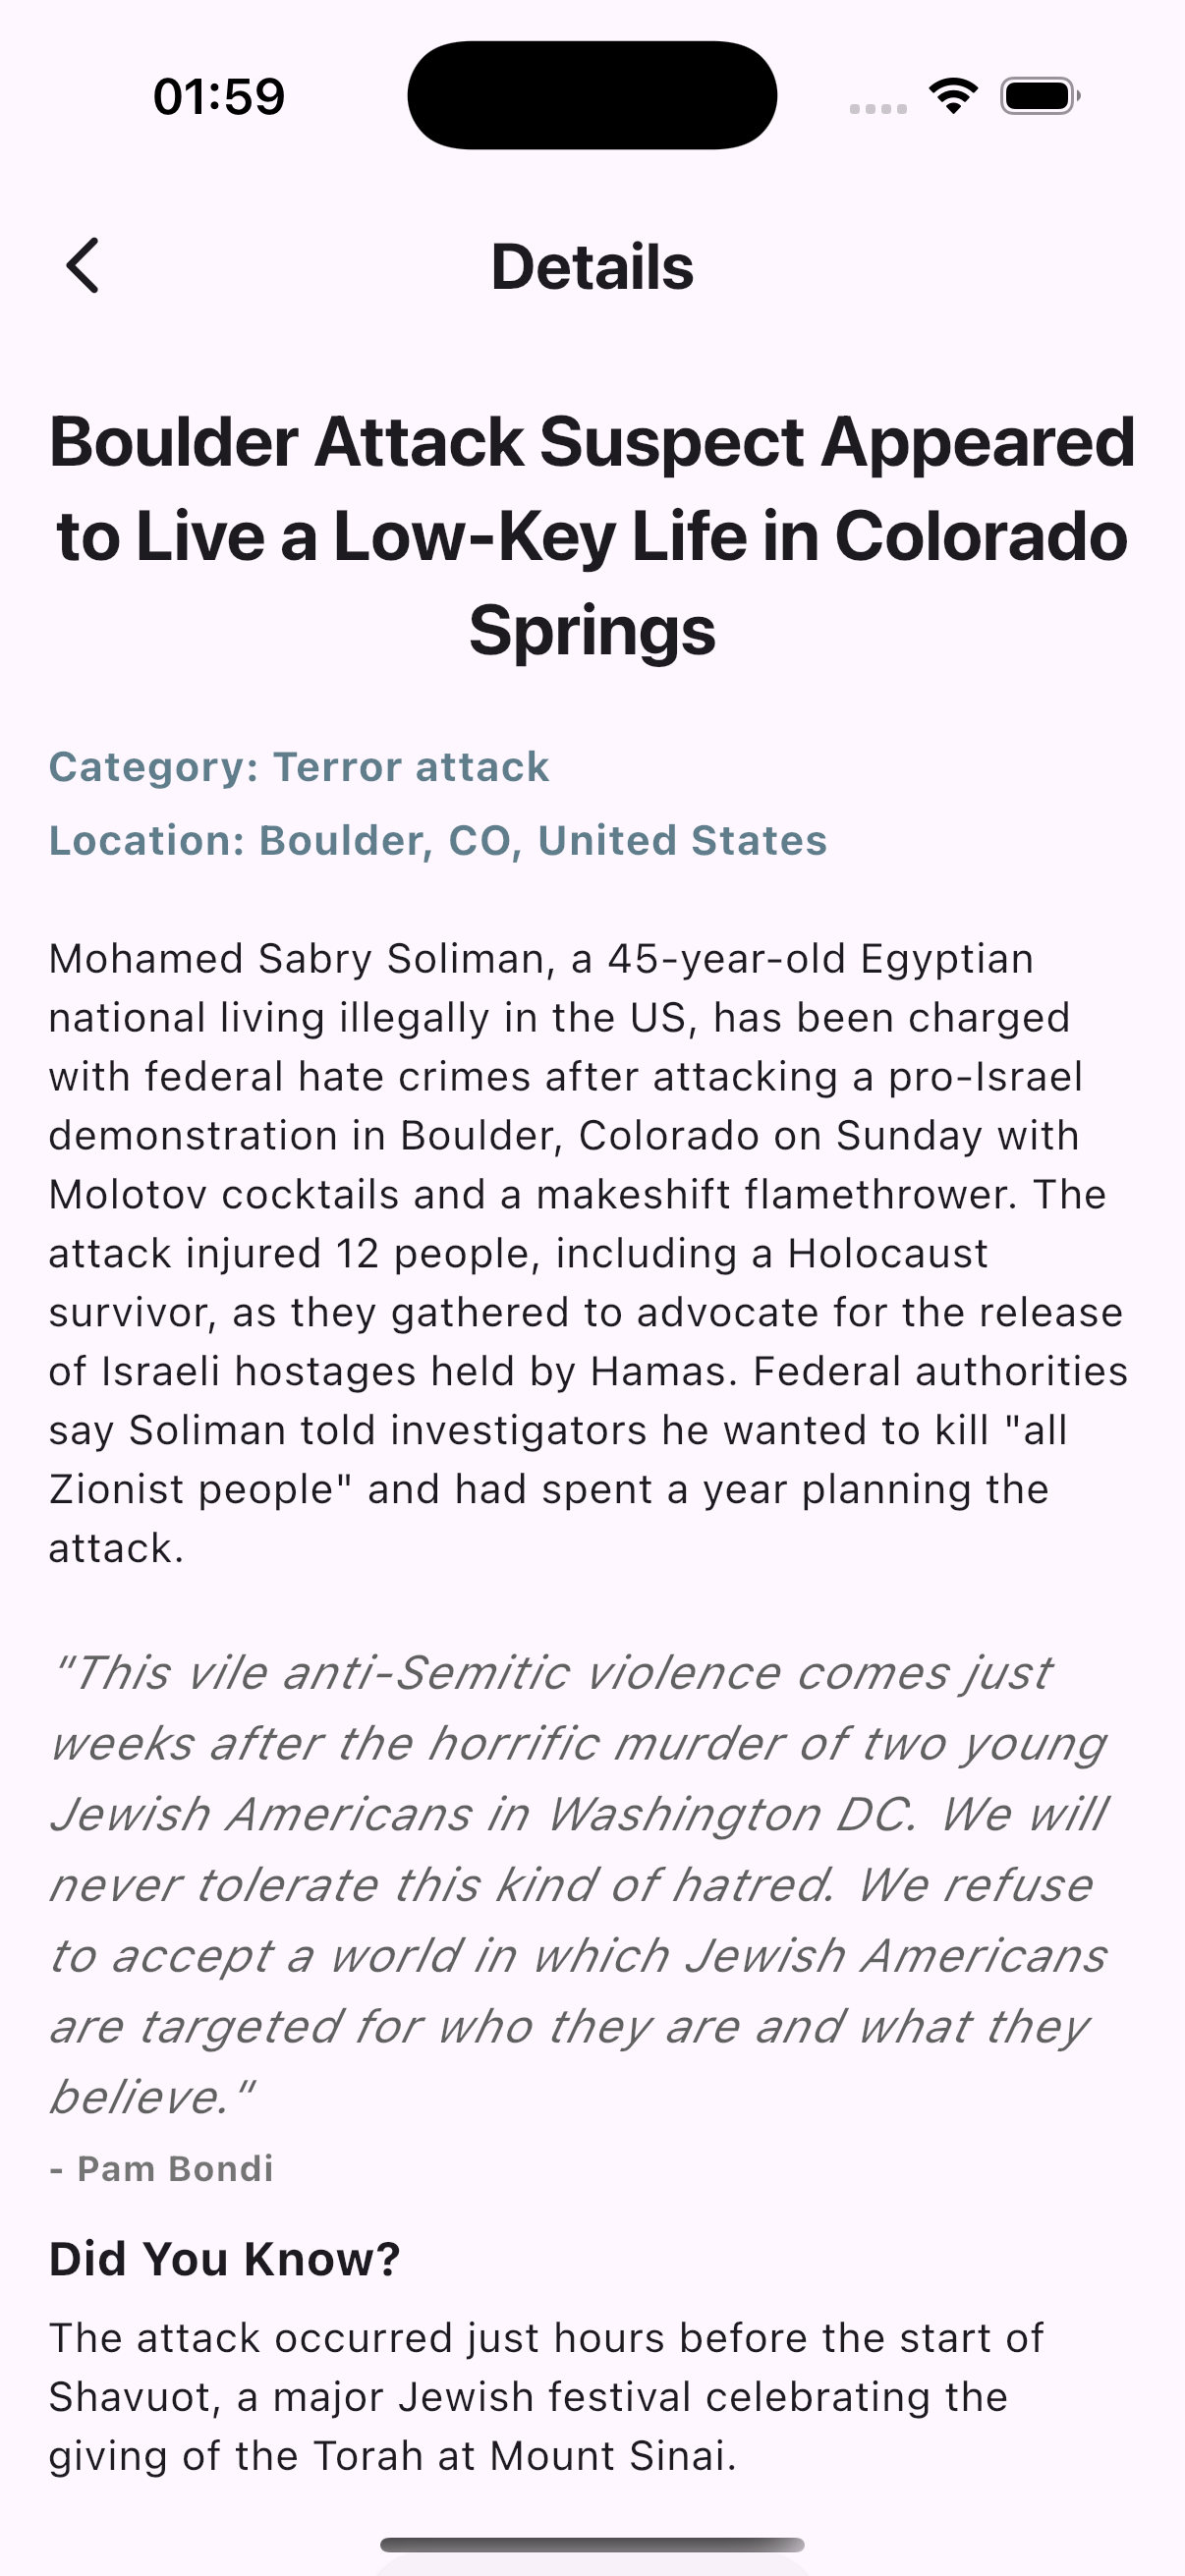 01:59
Details
Boulder Attack Suspect Appeared
to Live a Low-Key Life in Colorado
Springs
Category: Terror attack
Location: Boulder, CO, United States
Mohamed Sabry Soliman, a 45-year-old Egyptian
national living illegally in the US, has been charged
with federal hate crimes after attacking a pro-Israel
demonstration in Boulder, Colorado on Sunday with
Molotov cocktails and a makeshift flamethrower. The
attack injured 12 people, including a Holocaust
survivor, as they gathered to advocate for the release
of Israeli hostages held by Hamas. Federal authorities
say Soliman told investigators he wanted to kill "all
Zionist people" and had spent a year planning the
attack.
"This vile anti-Semitic violence comes just
weeks after the horrific murder of two young
Jewish Americans in Washington DC. We will
never tolerate this kind of hatred. We refuse
to accept a world in which Jewish Americans
are targeted for who they are and what they
believe."
- Pam Bondi
Did You Know?
The attack occurred just hours before the start of
Shavuot, a major Jewish festival celebrating the
giving of the Torah at Mount Sinai.